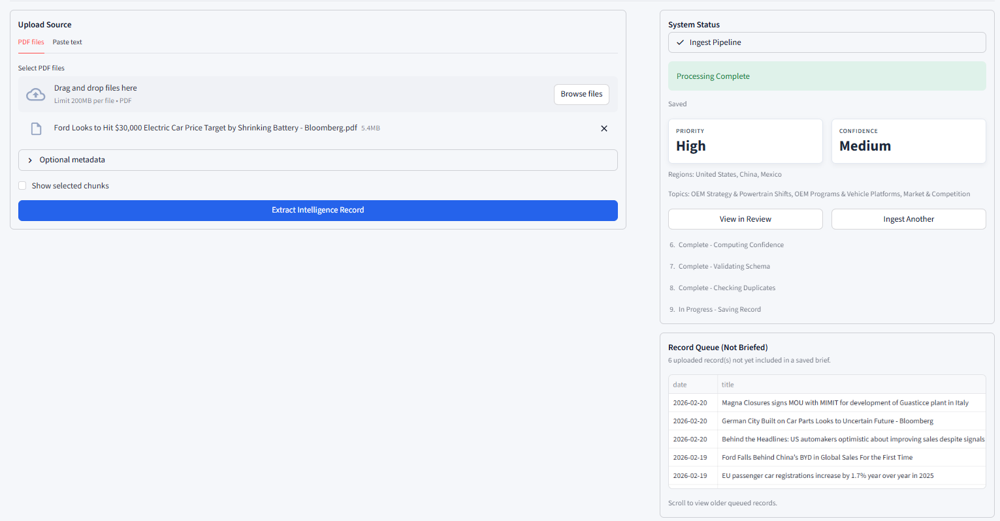 Upload Source
PDF files Paste text
Select PDF files
Drag and drop files here
Limit 200MB per file • PDF
Browse files
Ford Looks to Hit $30,000 Electric Car Price Target by Shrinking Battery - Bloomberg.pdf 5.4MB
Optional metadata
Show selected chunks
Extract Intelligence Record
System Status
Ingest Pipeline
Processing Complete
Saved
PRIORITY
High
CONFIDENCE
Medium
Regions: United States, China, Mexico
Topics: OEM Strategy & Powertrain Shifts, OEM Programs & Vehicle Platforms, Market & Competition
View in Review
Ingest Another
6. Complete - Computing Confidence
7. Complete - Validating Schema
8. Complete - Checking Duplicates
9. In Progress - Saving Record
Record Queue (Not Briefed)
6 uploaded record(s) not yet included in a saved brief.
date title
2026-02-20 Magna Closures signs MOU with MIMIT for development of Guasticce plant in Italy
2026-02-20 German City Built on Car Parts Looks to Uncertain Future - Bloomberg
2026-02-20 Behind the Headlines: US automakers optimistic about improving sales despite signals
2026-02-19 Ford Falls Behind China's BYD in Global Sales For the First Time
2026-02-19 EU passenger car registrations increase by 1.7% year over year in 2025
Scroll to view older queued records.